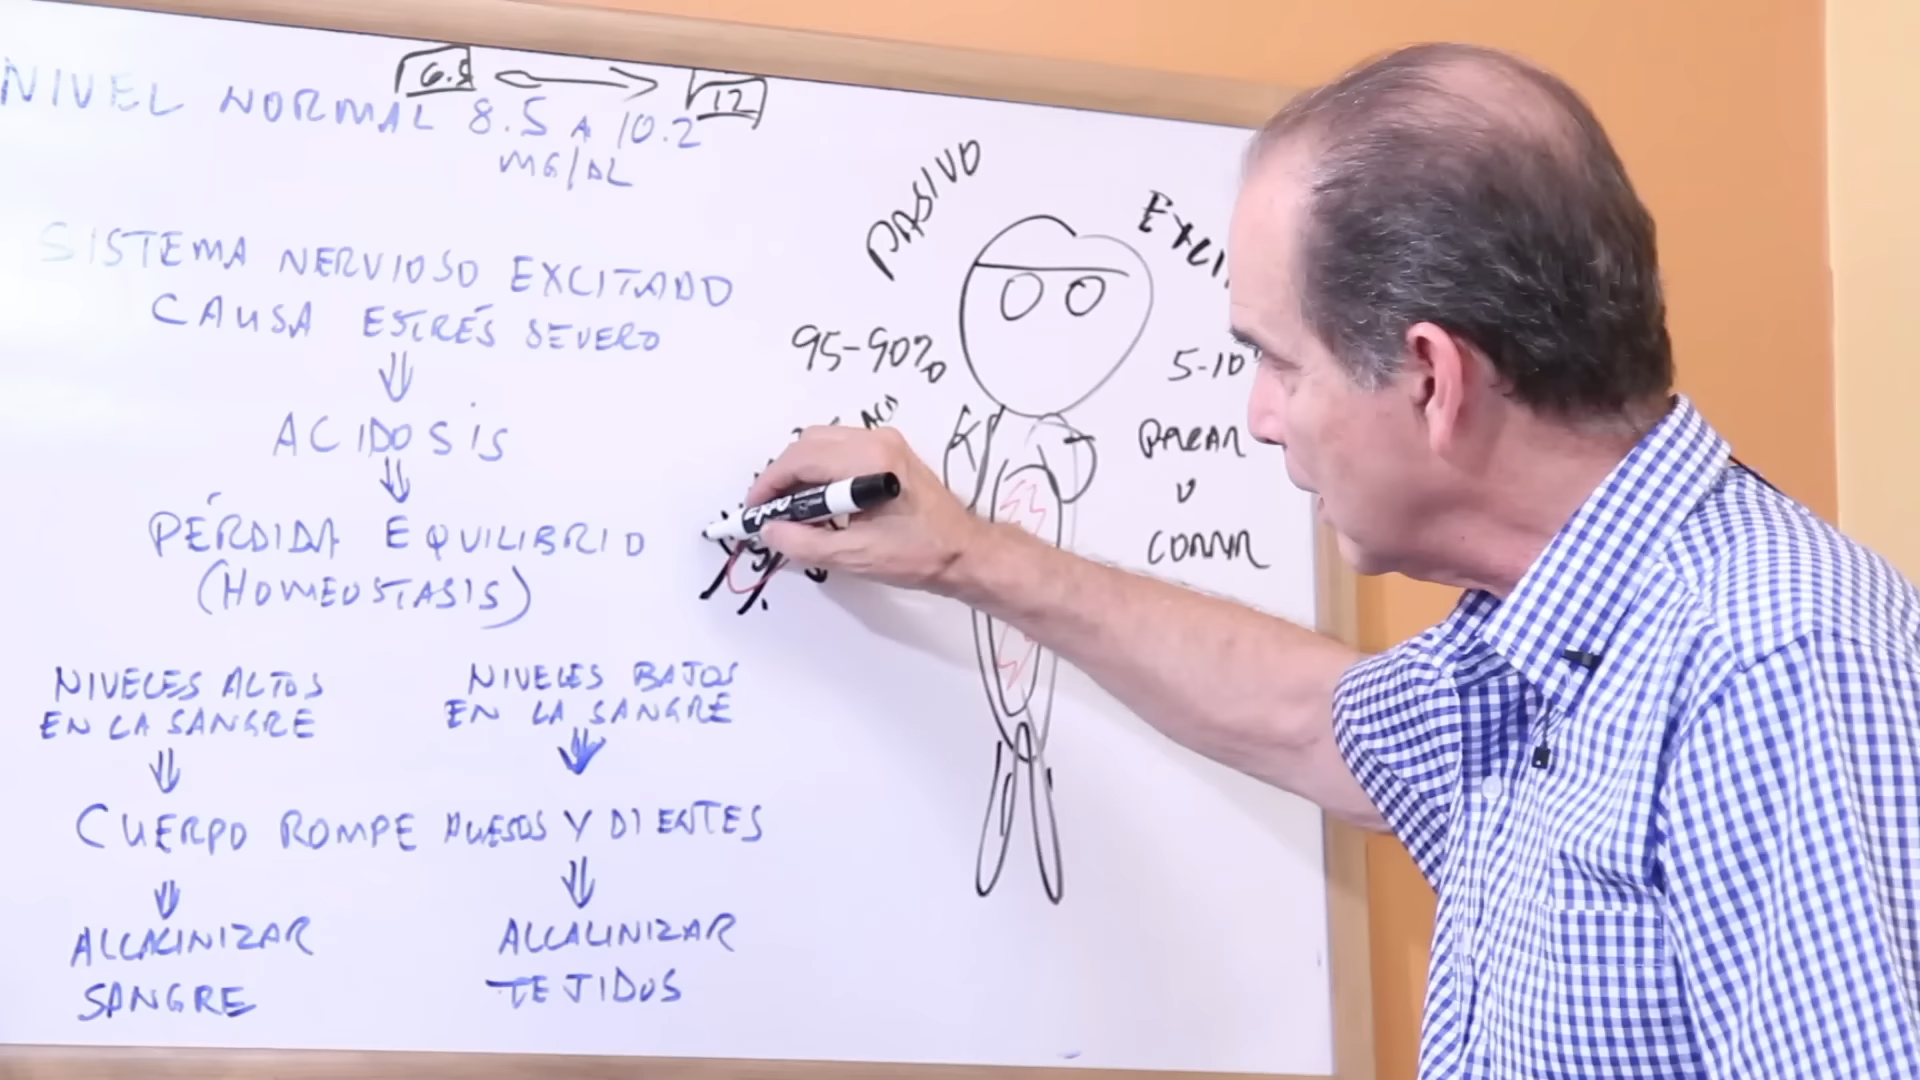 6.5
12
NIVEL NORMAL 8.5 A 10.2
MG/DL
SISTEMA NERVIOSO EXCITADO
CAUSA ESTRÉS SEVERO
ACIDOSIS
PÉRDIDA EQUILIBRIO
(HOMEOSTASIS)
NIVELES ALTOS
EN LA SANGRE
NIVELES BAJOS
EN LA SANGRE
CUERPO ROMPE HUESOS Y DIENTES
ALCALINIZAR
SANGRE
ALCALINIZAR
TEJIDOS
PASIVO
95-90%
EXCI
5-10
PELEAR
O
CORRER
EXPO